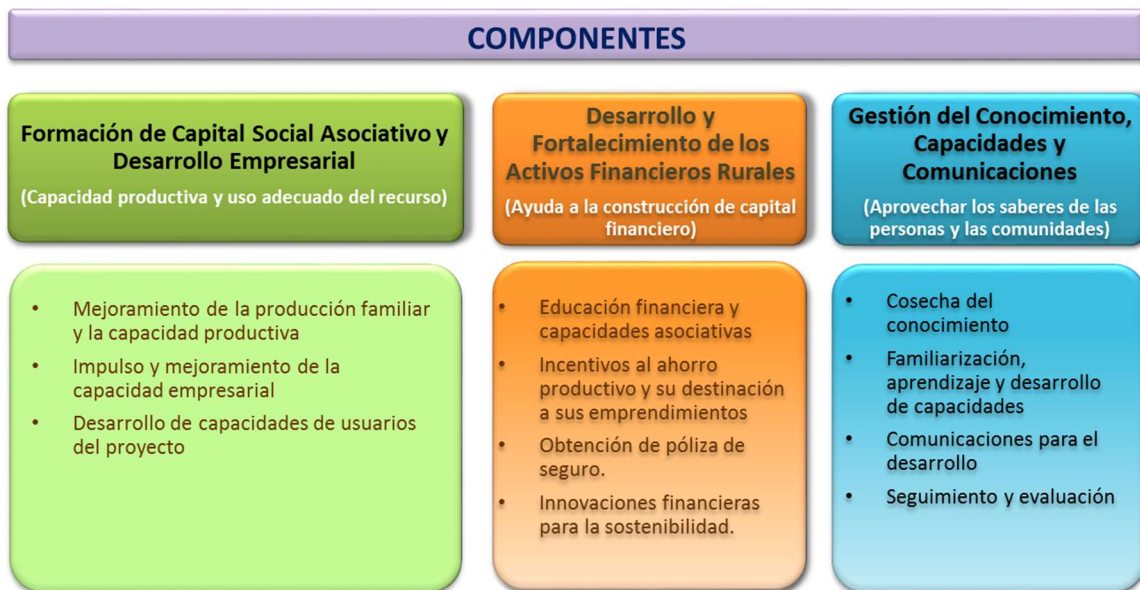 COMPONENTES
Formación de Capital Social Asociativo y
Desarrollo Empresarial
(Capacidad productiva y uso adecuado del recurso)
• Mejoramiento de la producción familiar
y la capacidad productiva
• Impulso y mejoramiento de la
capacidad empresarial
• Desarrollo de capacidades de usuarios
del proyecto
Desarrollo y
Fortalecimiento de los
Activos Financieros Rurales
(Ayuda a la construcción de capital
financiero)
• Educación financiera y
capacidades asociativas
• Incentivos al ahorro
productivo y su destinación
a sus emprendimientos
• Obtención de póliza de
seguro.
• Innovaciones financieras
para la sostenibilidad.
Gestión del Conocimiento,
Capacidades y
Comunicaciones
(Aprovechar los saberes de las
personas y las comunidades)
• Cosecha del
conocimiento
• Familiarización,
aprendizaje y desarrollo
de capacidades
• Comunicaciones para el
desarrollo
• Seguimiento y evaluación